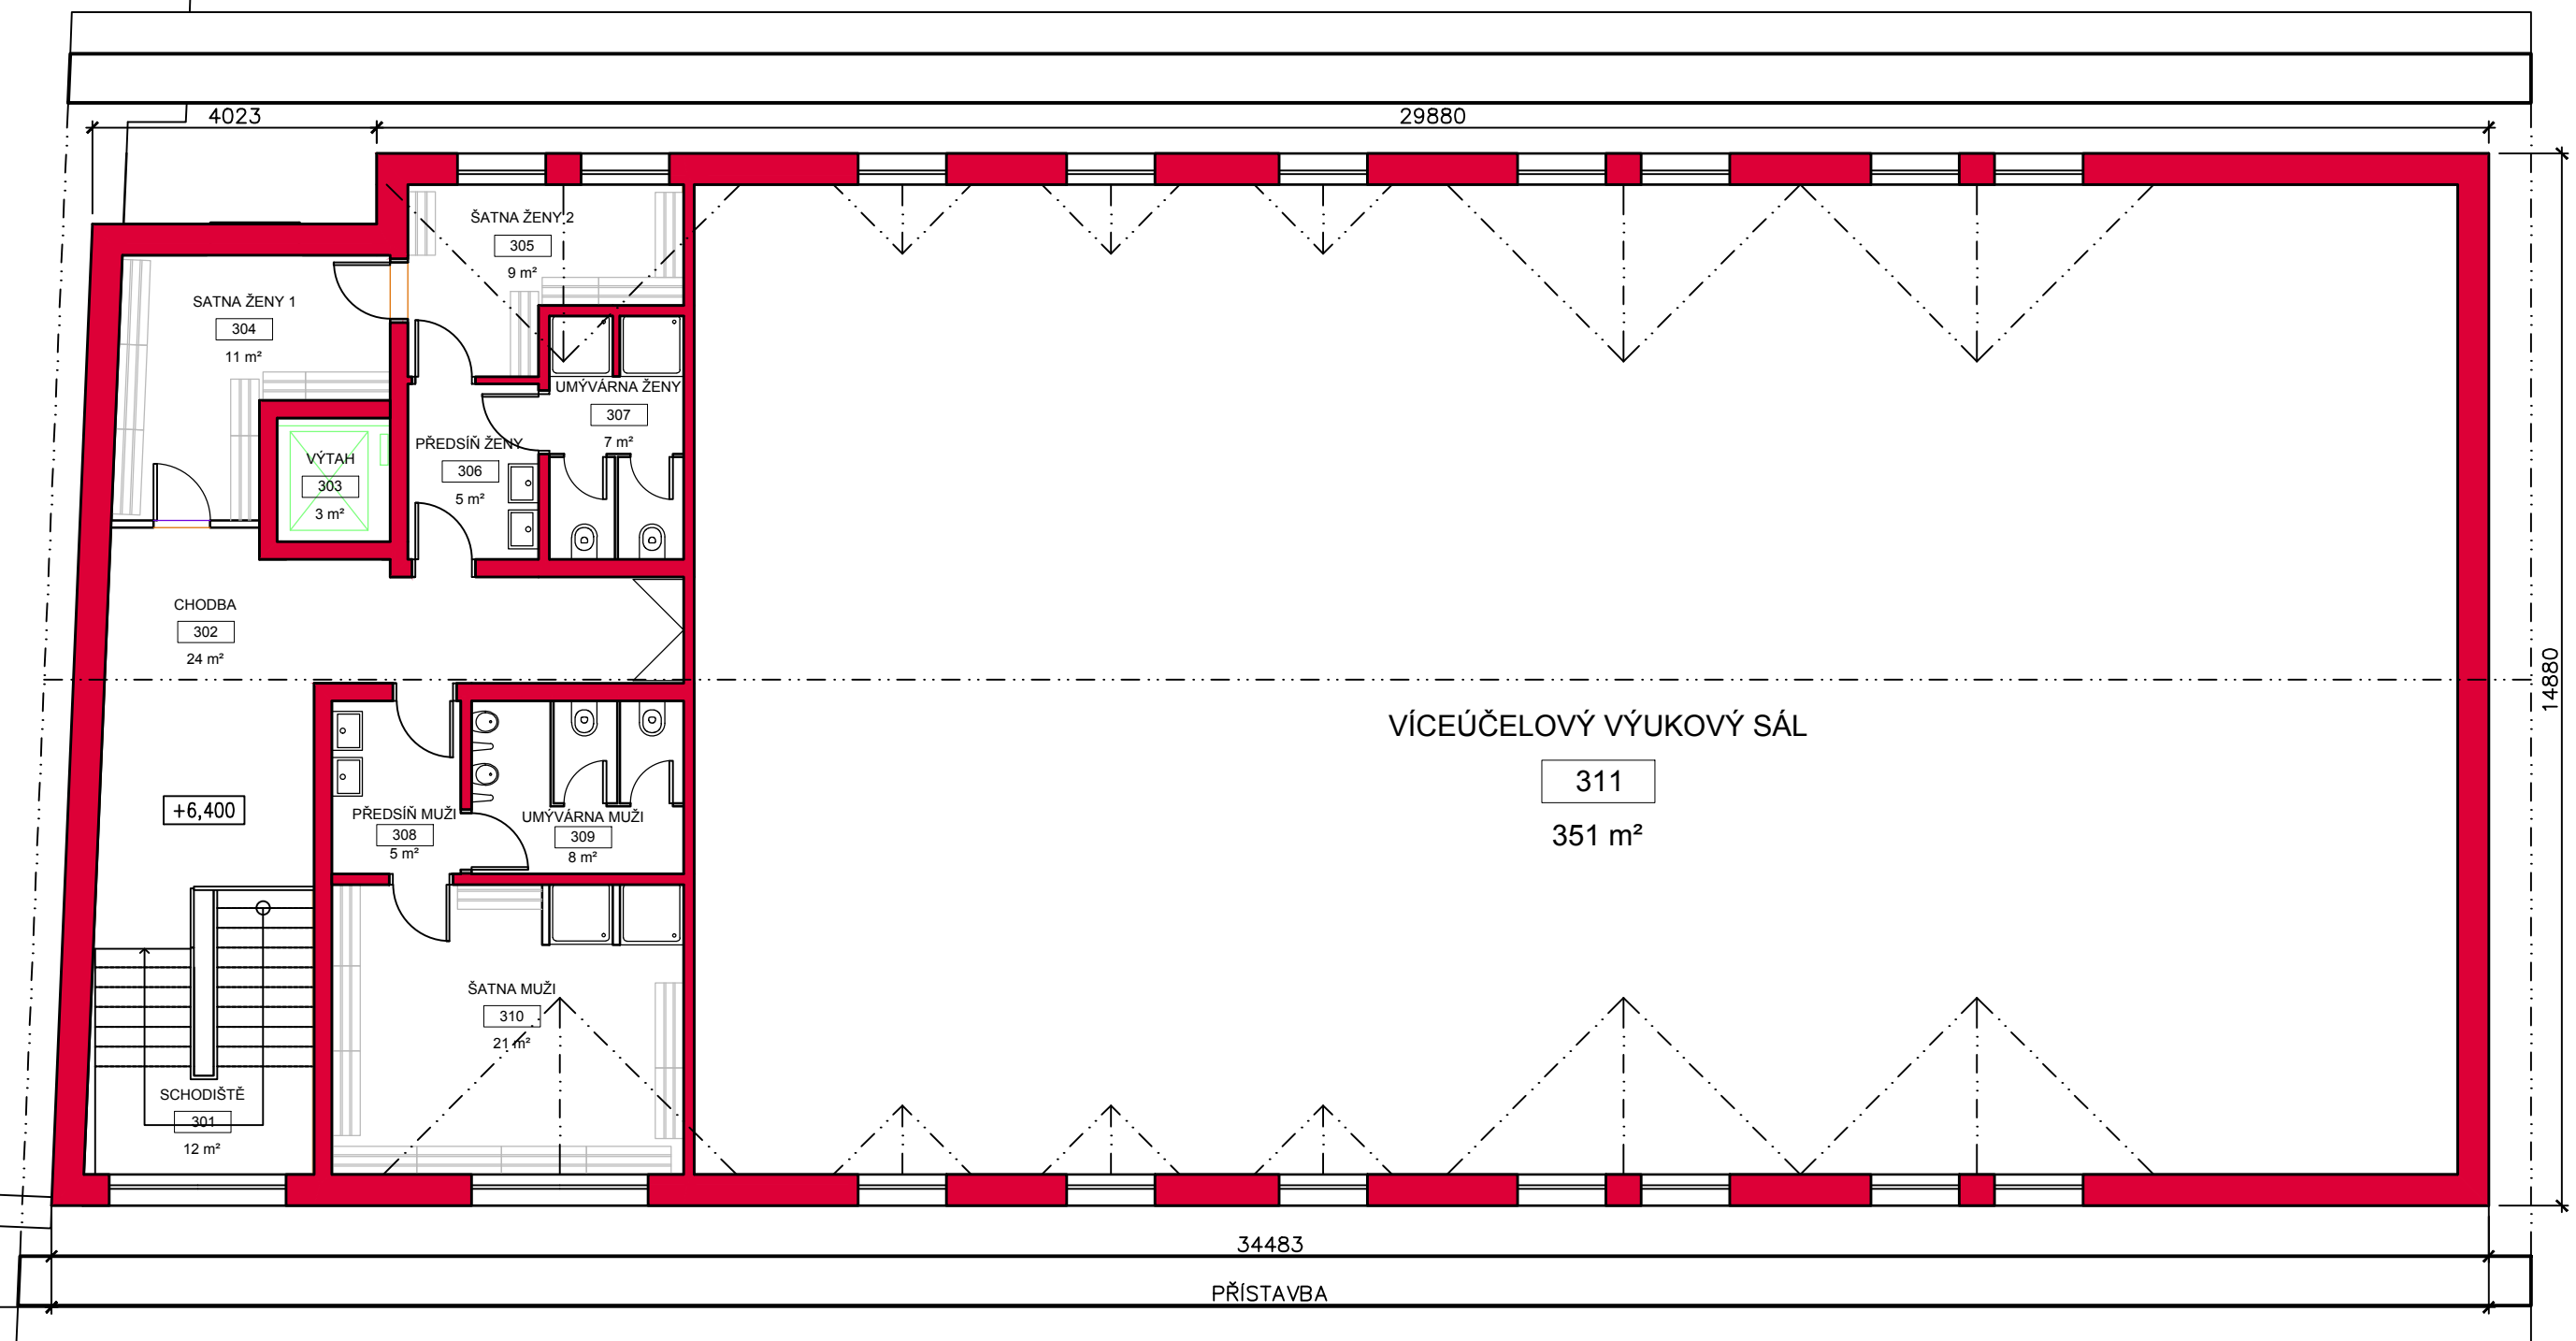 4023
29880
ŠATNA ŽENY 2
305
9 m²
SATNA ŽENY 1
304
11 m²
UMÝVÁRNA ŽENY
307
7 m²
PŘEDSÍŇ ŽENY
306
5 m²
VÝTAH
303
3 m²
CHODBA
302
24 m²
14880
VÍCEÚČELOVÝ VÝUKOVÝ SÁL
311
351 m²
+6,400
PŘEDSÍŇ MUŽI
308
5 m²
UMÝVÁRNA MUŽI
309
8 m²
ŠATNA MUŽI
310
21 m²
SCHODIŠTĚ
301
12 m²
34483
PŘÍSTAVBA